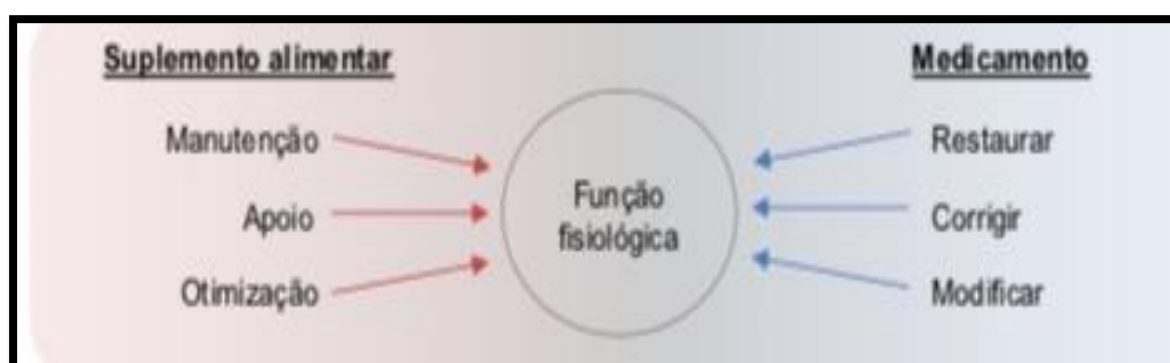 Suplemento alimentar
Medicamento
Manutenção
Restaurar
Função
fisiológica
Apoio
Corrigir
Otimização
Modificar